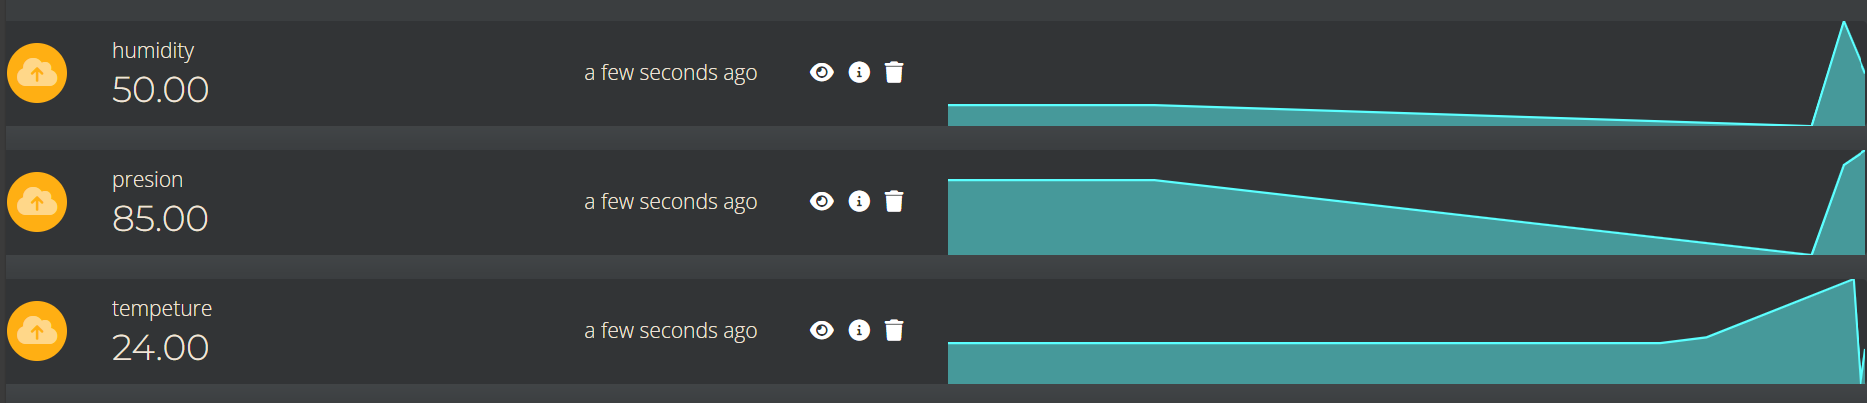 humidity
50.00
a few seconds ago
presion
85.00
a few seconds ago
tempeture
24.00
a few seconds ago